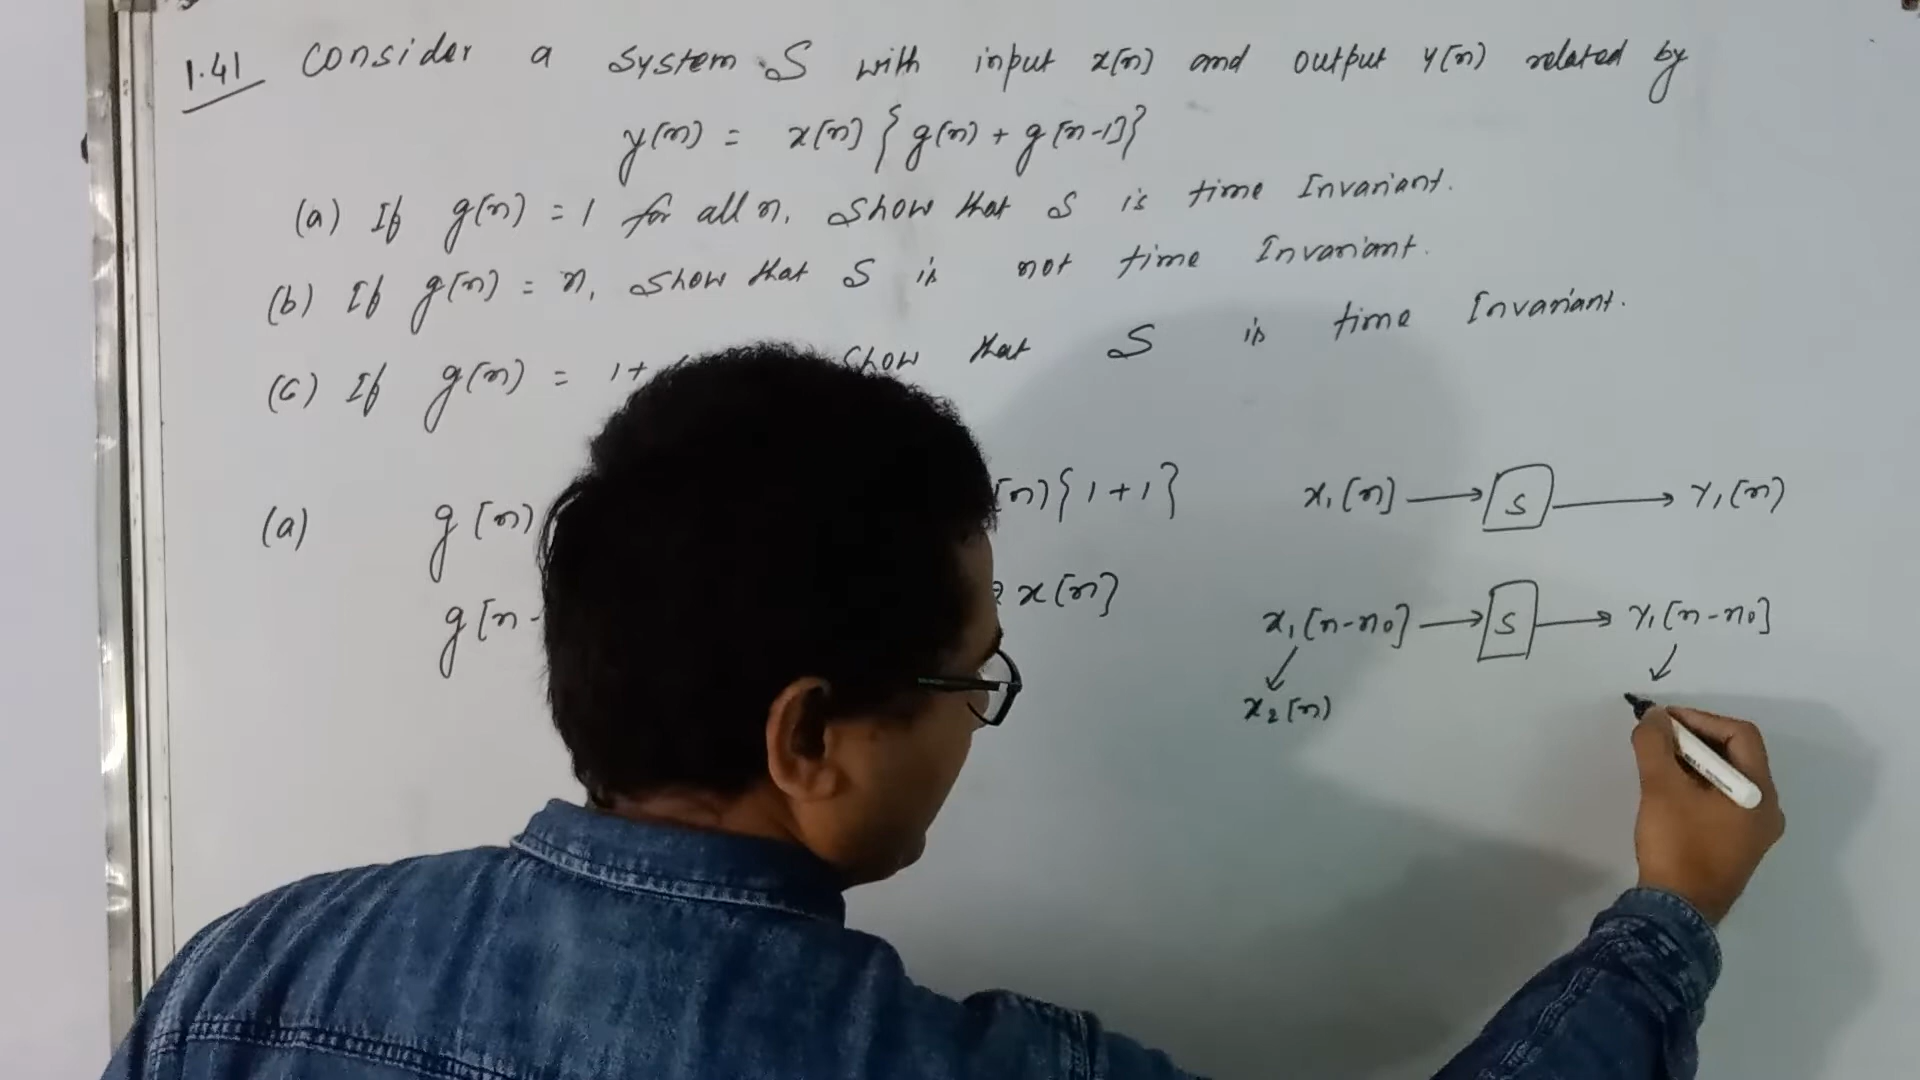 1.41 Consider a system S with input x[n] and output y[n] related by
y[n] = x[n] { g[n] + g[n-1] }
(a) If g[n] = 1 for all n, Show that S is time Invariant.
(b) If g[n] = n, Show that S is not time Invariant.
(c) If g[n] = 1+ Show that S is time Invariant.
(a) g[n] [n] { 1 + 1 }
x1[n] → S → y1[n]
g[n- 2 x[n]
x1[n-n0] → S → y1[n-n0]
↓ ↓
x2[n]